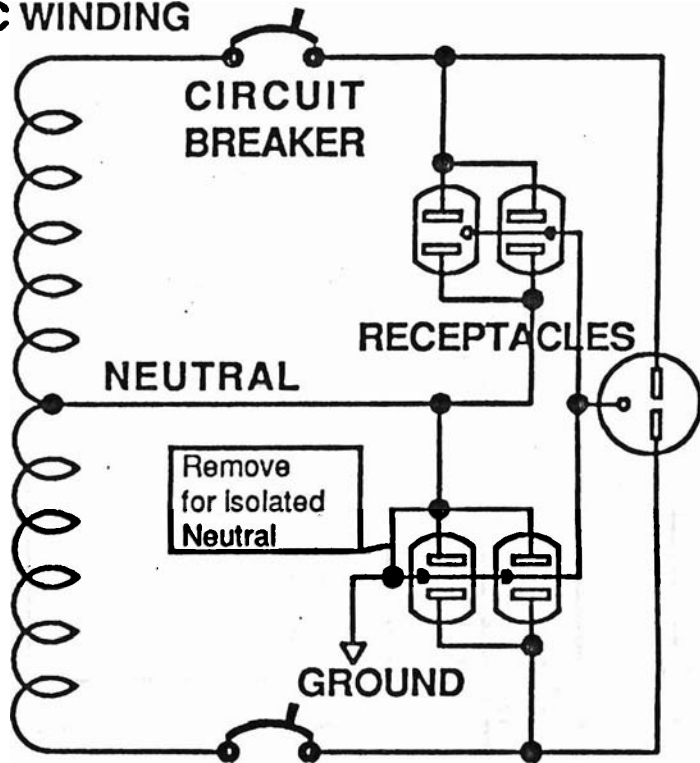 WINDING
CIRCUIT
BREAKER
RECEPTACLES
NEUTRAL
Remove
for Isolated
Neutral
GROUND